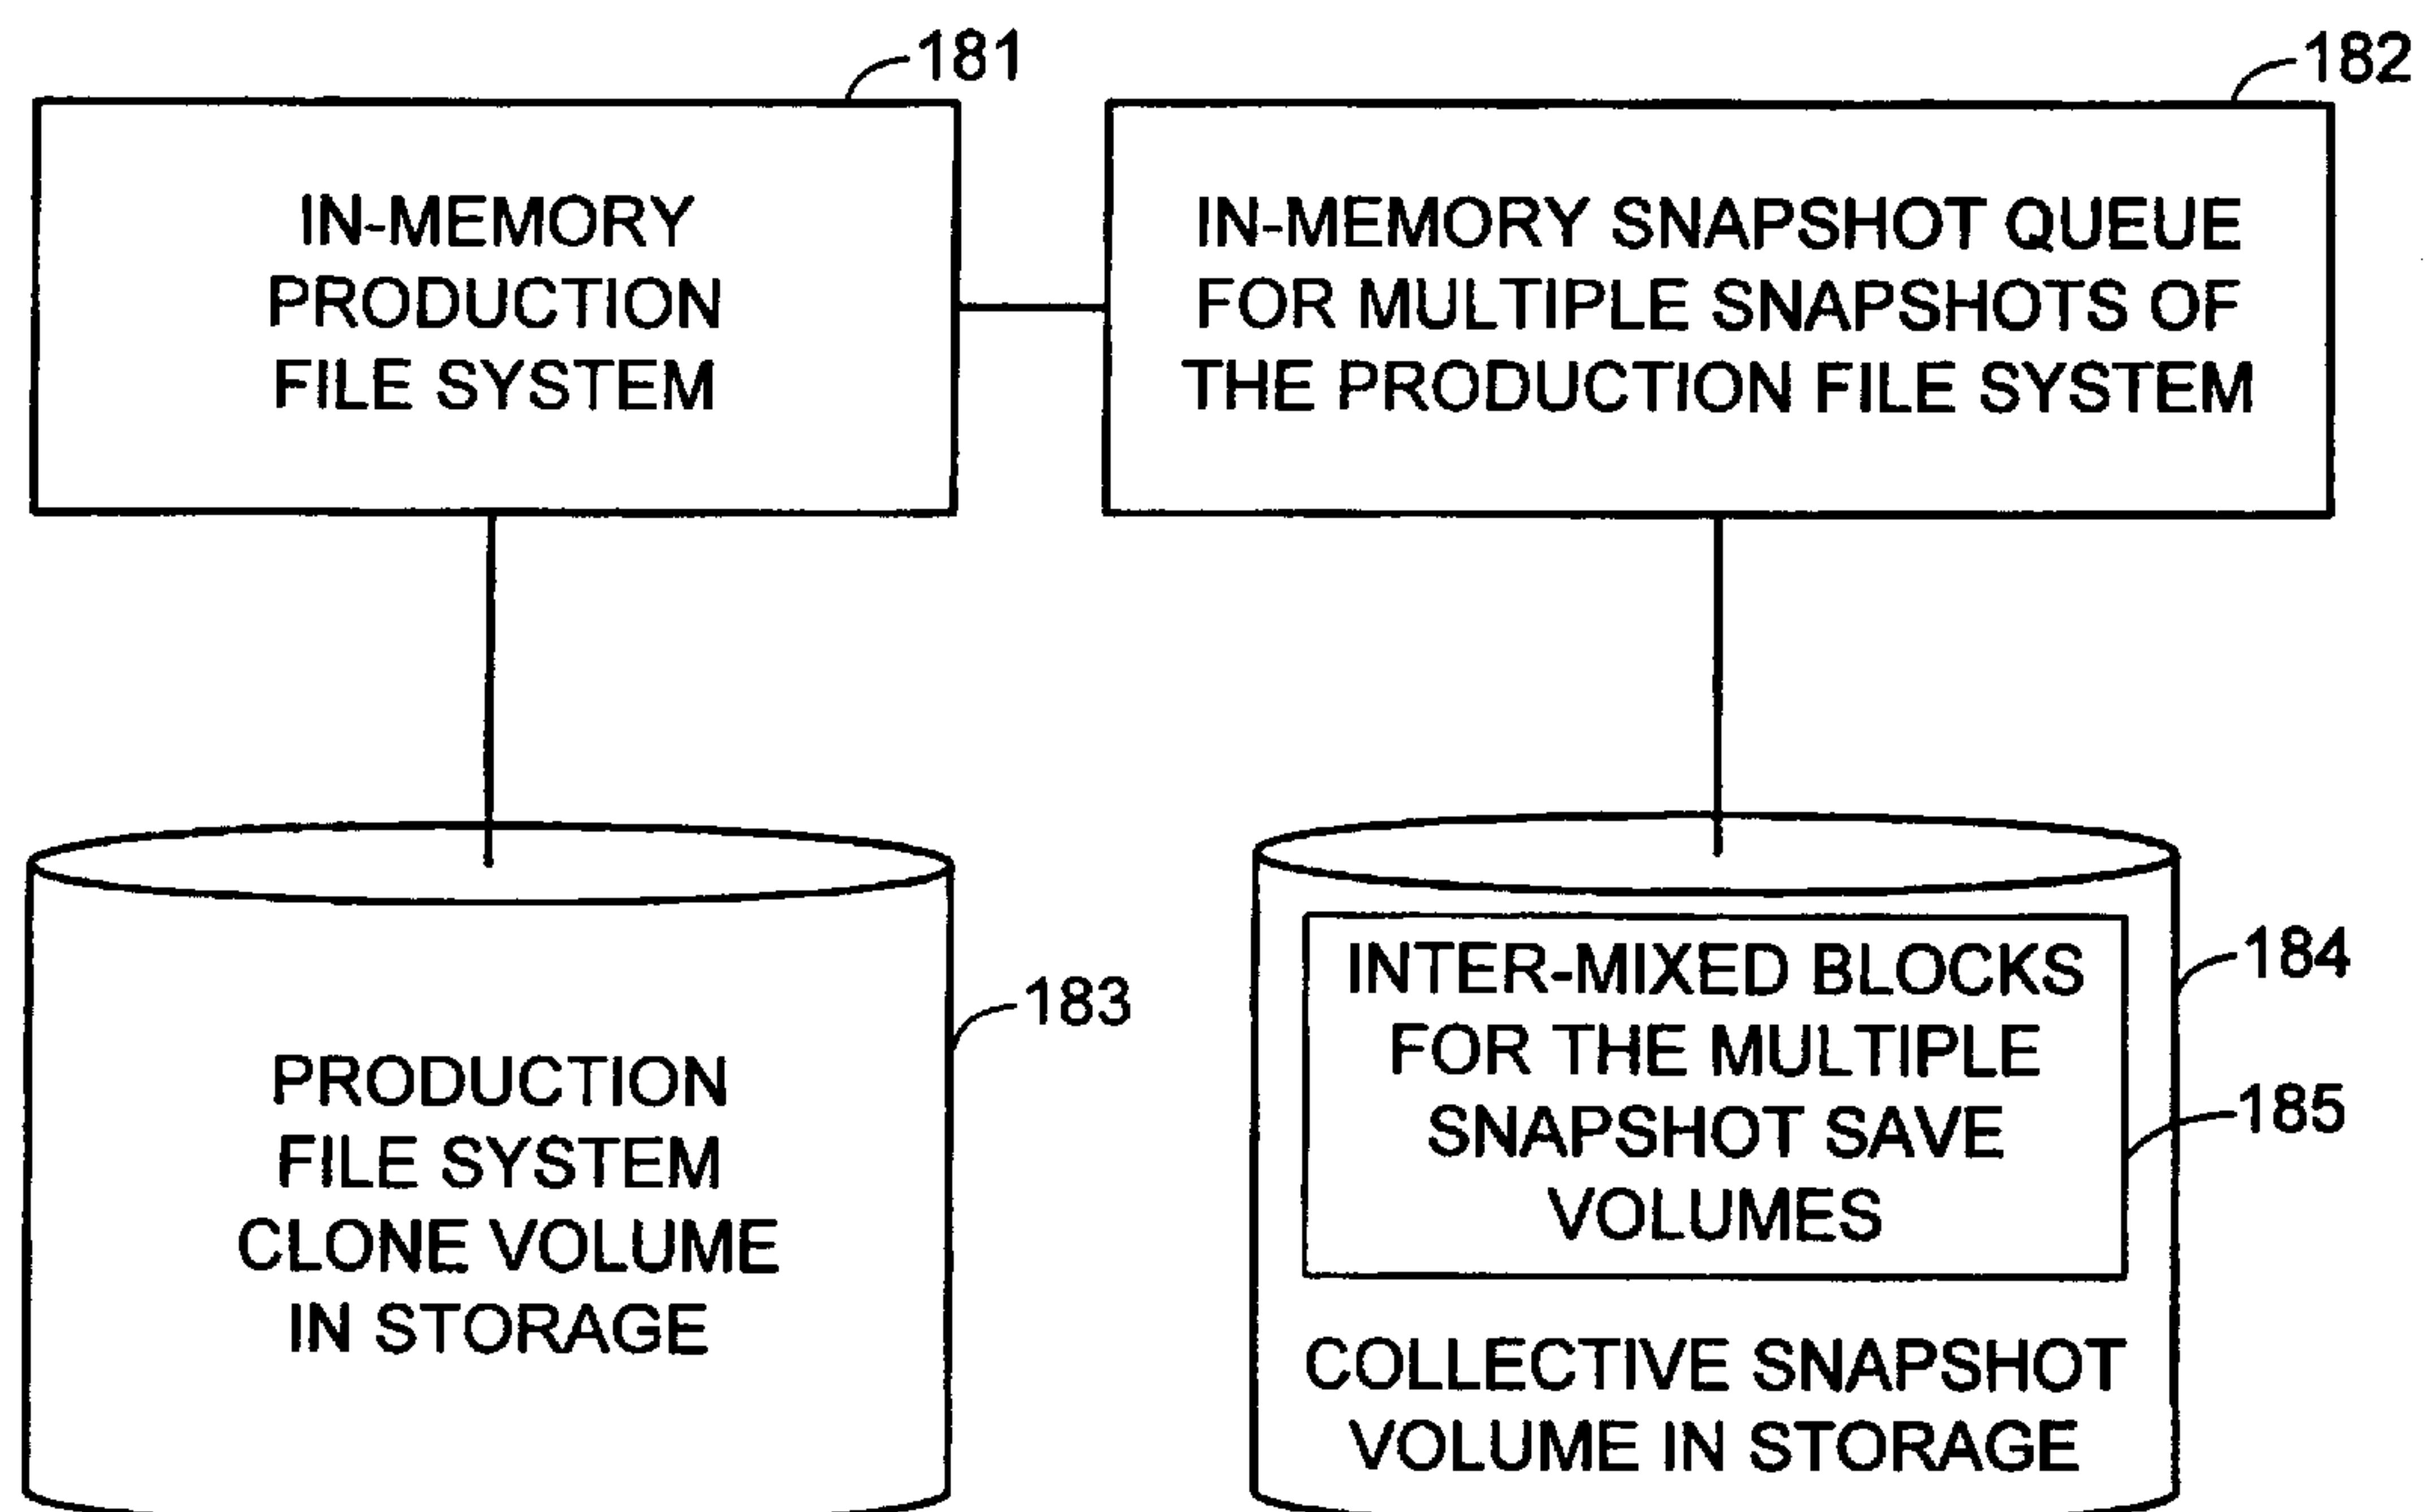 181
182
IN-MEMORY
PRODUCTION
FILE SYSTEM
IN-MEMORY SNAPSHOT QUEUE
FOR MULTIPLE SNAPSHOTS OF
THE PRODUCTION FILE SYSTEM
183
PRODUCTION
FILE SYSTEM
CLONE VOLUME
IN STORAGE
184
185
INTER-MIXED BLOCKS
FOR THE MULTIPLE
SNAPSHOT SAVE
VOLUMES
COLLECTIVE SNAPSHOT
VOLUME IN STORAGE